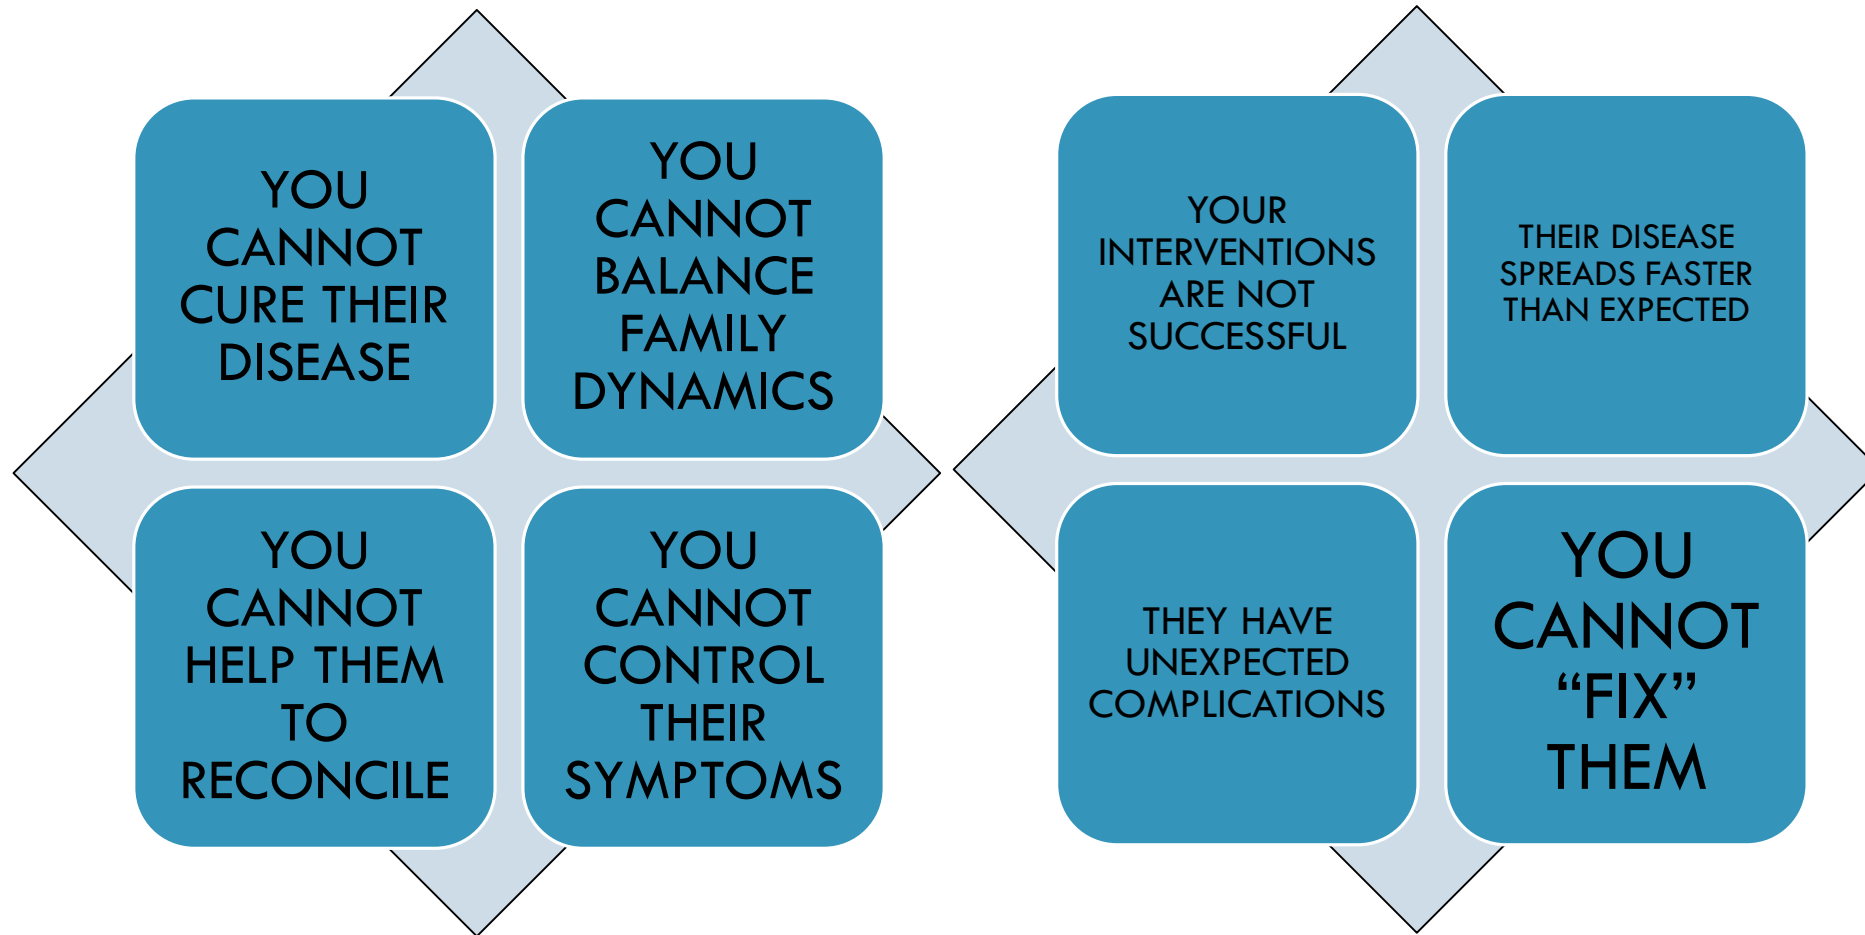 YOU
CANNOT
CURE THEIR
DISEASE
YOU
CANNOT
BALANCE
FAMILY
DYNAMICS
YOU
CANNOT
HELP THEM
TO
RECONCILE
YOU
CANNOT
CONTROL
THEIR
SYMPTOMS
YOUR
INTERVENTIONS
ARE NOT
SUCCESSFUL
THEIR DISEASE
SPREADS FASTER
THAN EXPECTED
THEY HAVE
UNEXPECTED
COMPLICATIONS
YOU
CANNOT
“FIX”
THEM